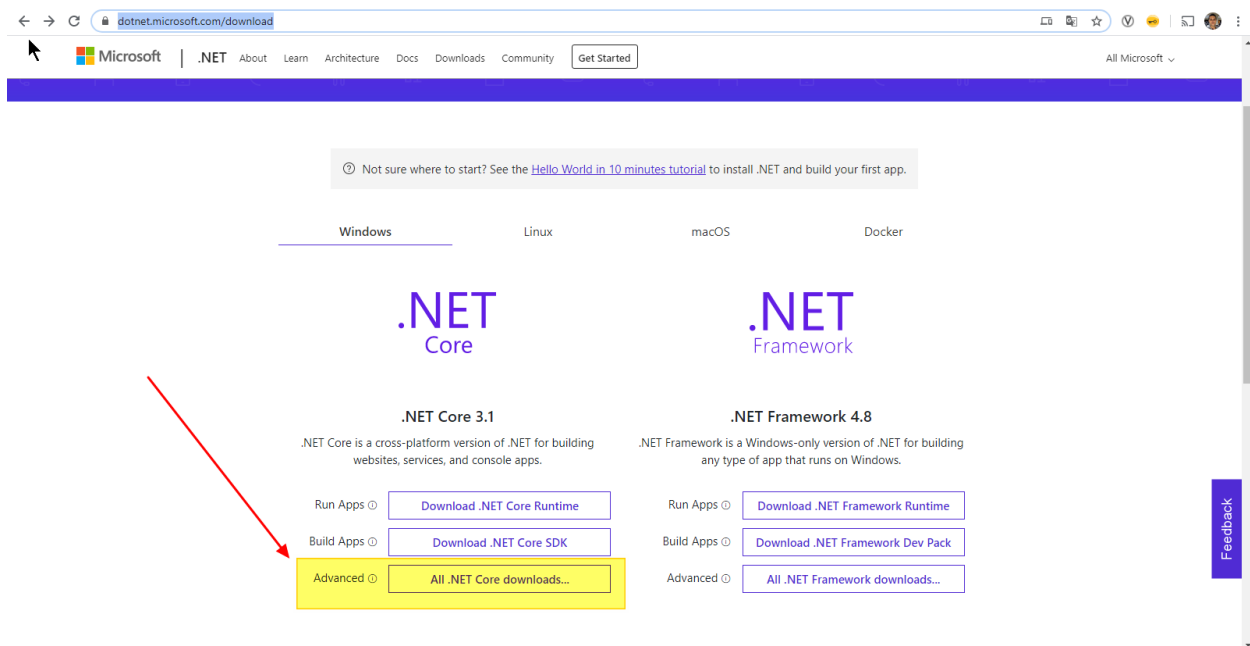 dotnet.microsoft.com/download
Microsoft | .NET About Learn Architecture Docs Downloads Community Get Started All Microsoft
Not sure where to start? See the Hello World in 10 minutes tutorial to install .NET and build your first app.
Windows Linux macOS Docker
.NET
Core
.NET
Framework
.NET Core 3.1
.NET Core is a cross-platform version of .NET for building
websites, services, and console apps.
Run Apps Download .NET Core Runtime
Build Apps Download .NET Core SDK
Advanced All .NET Core downloads...
.NET Framework 4.8
.NET Framework is a Windows-only version of .NET for building
any type of app that runs on Windows.
Run Apps Download .NET Framework Runtime
Build Apps Download .NET Framework Dev Pack
Advanced All .NET Framework downloads...
Feedback